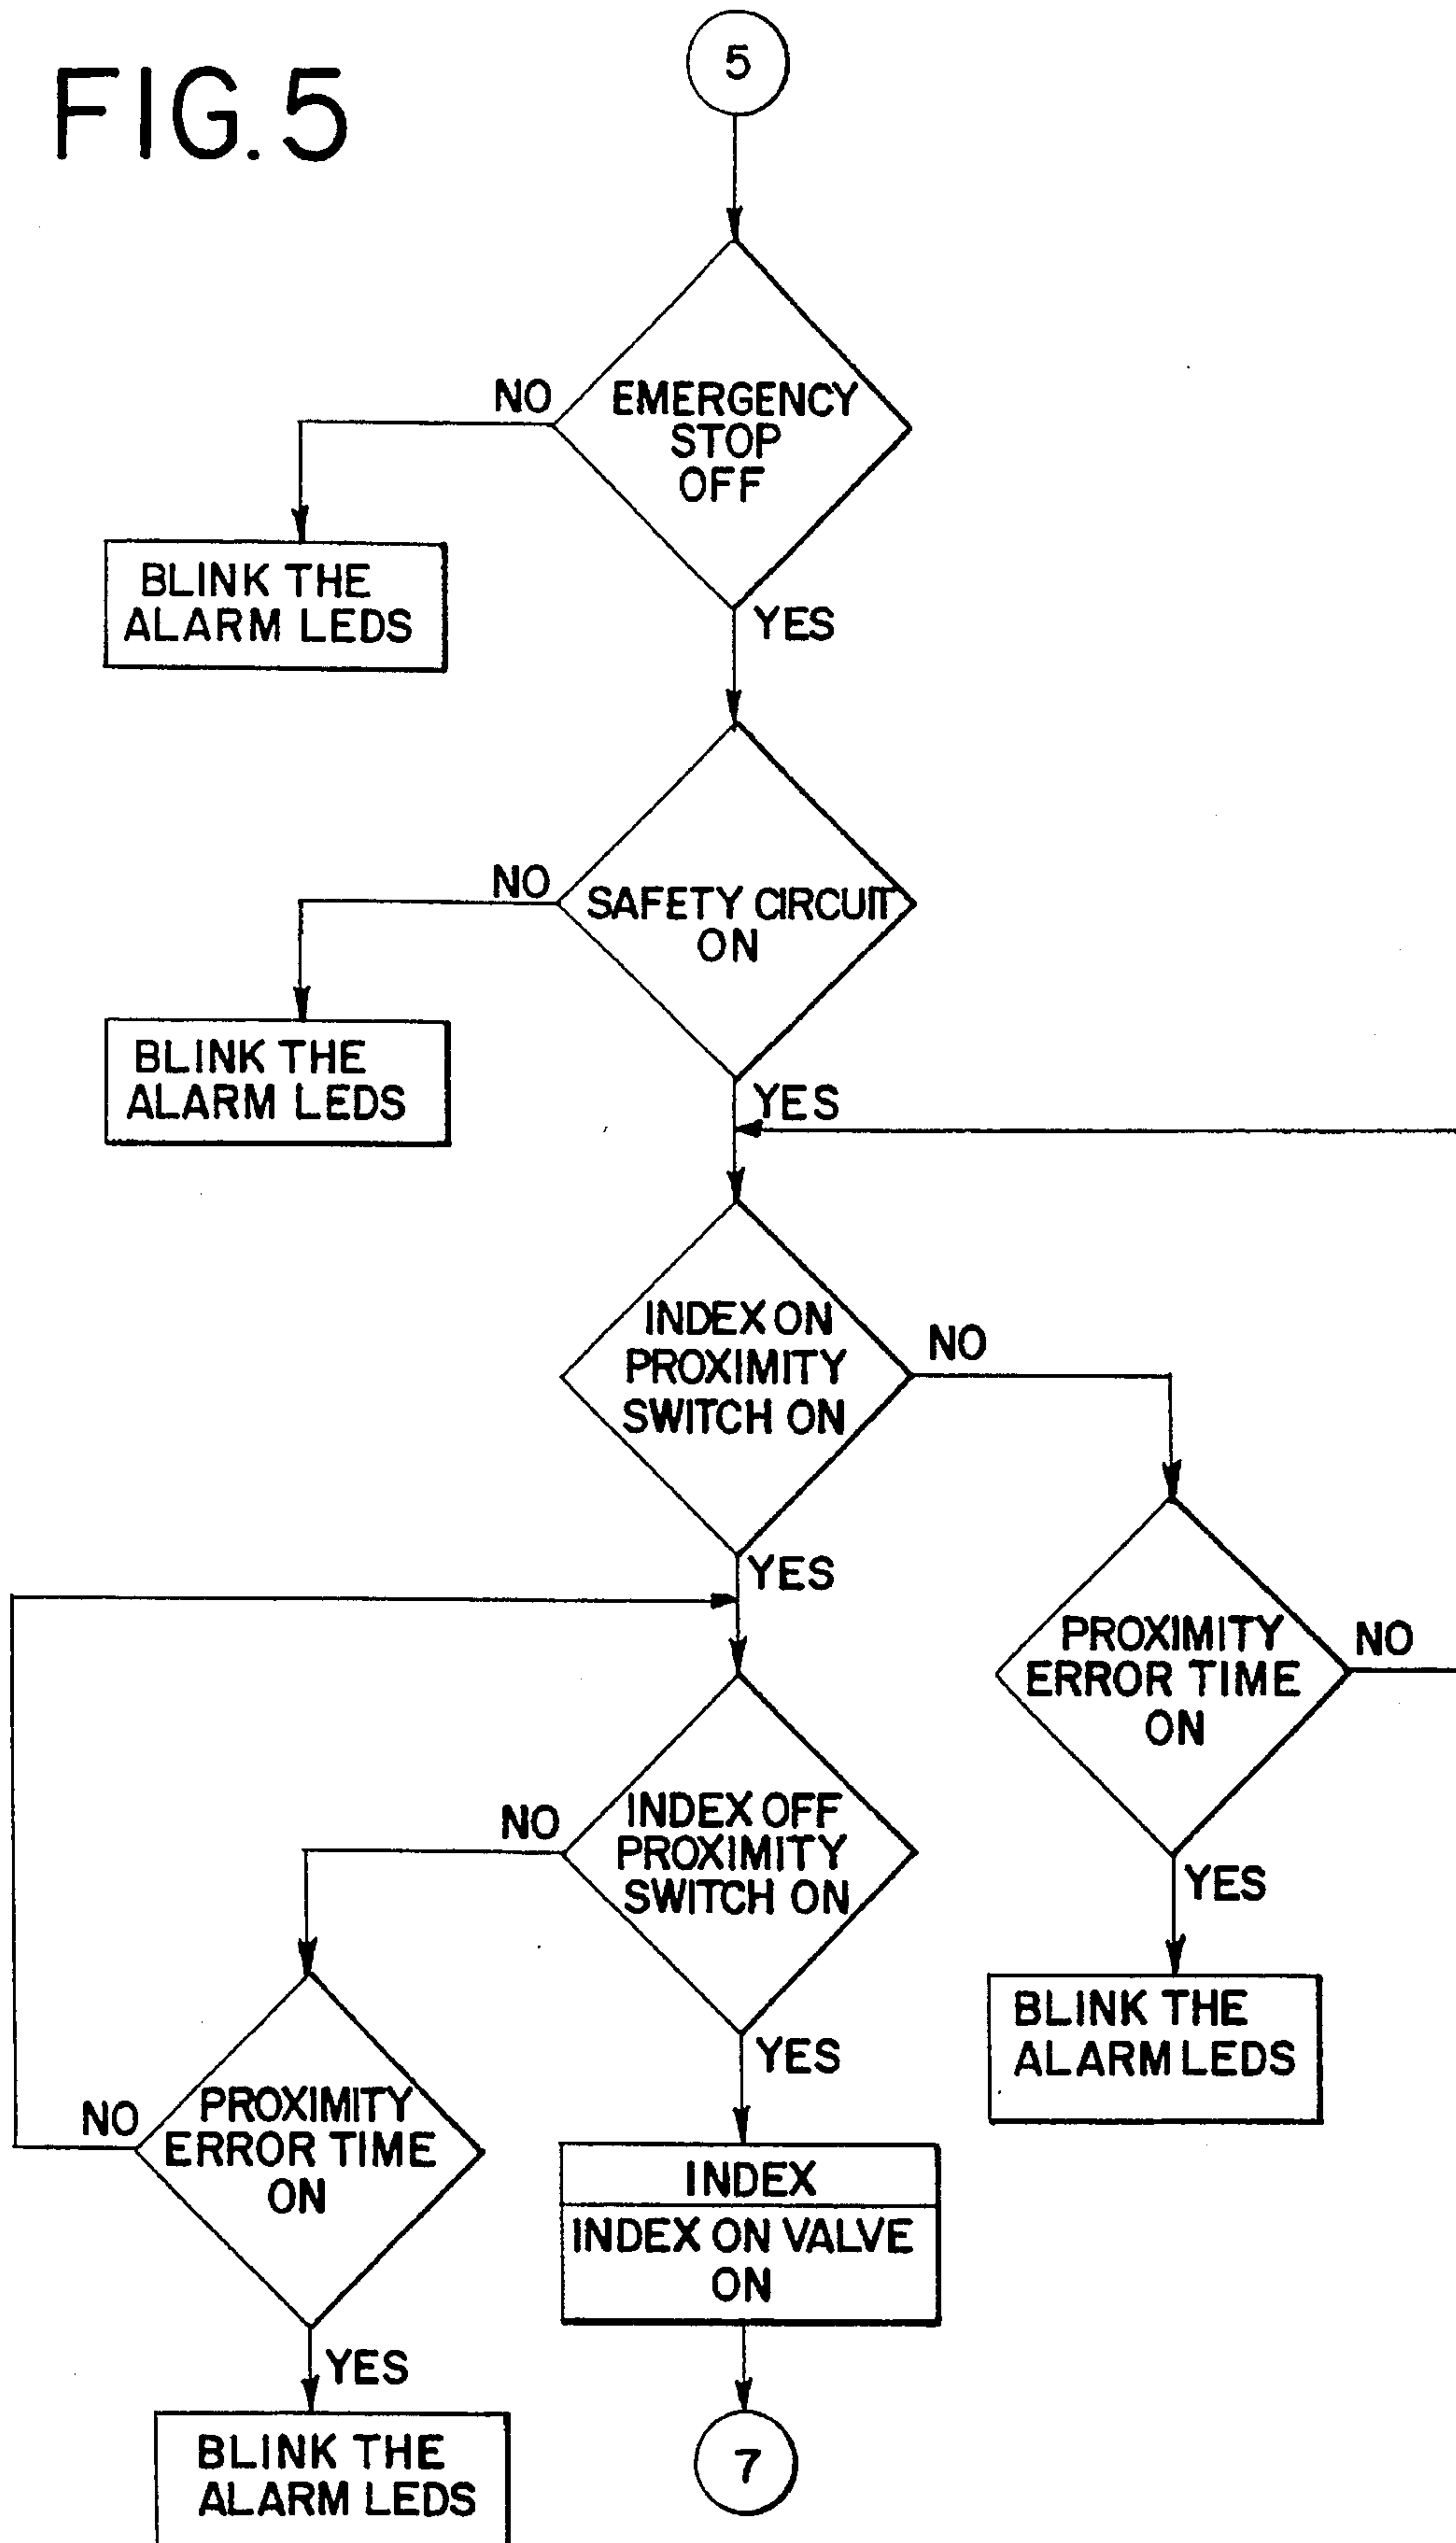 FIG. 5
5
NO
EMERGENCY
STOP
OFF
BLINK THE
ALARM LEDS
YES
NO
SAFETY CIRCUIT
ON
BLINK THE
ALARM LEDS
YES
INDEX ON
PROXIMITY
SWITCH ON
NO
YES
PROXIMITY
ERROR TIME
ON
NO
NO
INDEX OFF
PROXIMITY
SWITCH ON
YES
BLINK THE
ALARM LEDS
YES
NO
PROXIMITY
ERROR TIME
ON
INDEX
INDEX ON VALVE
ON
YES
BLINK THE
ALARM LEDS
7